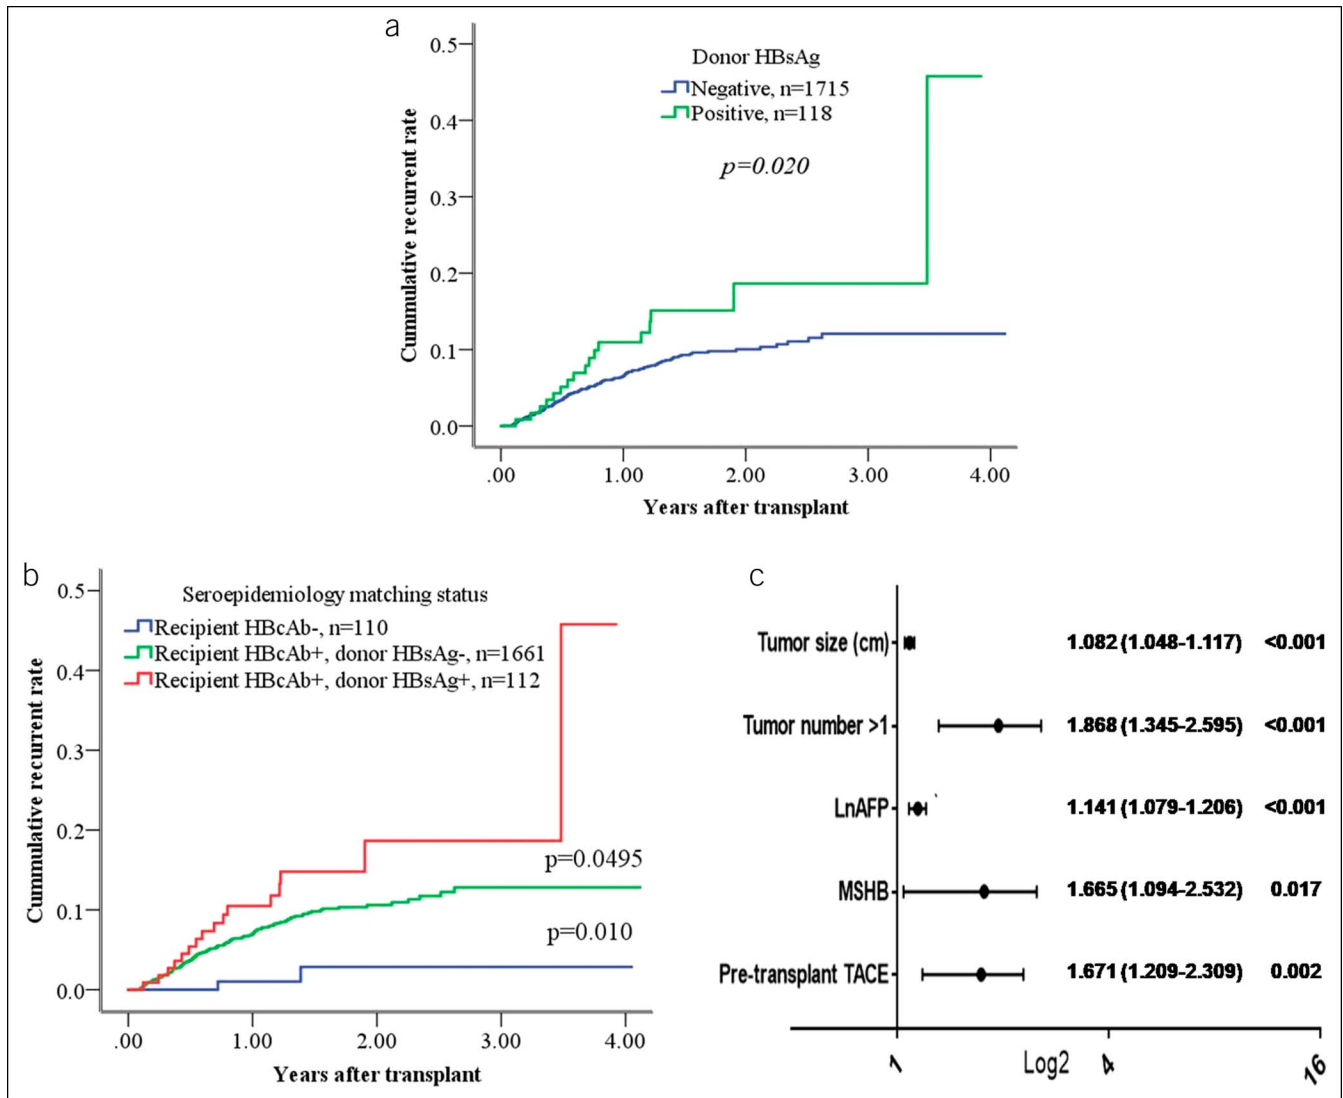 a
Cummulative recurrent rate
0.5
0.4
0.3
0.2
0.1
0.0
Donor HBsAg
Negative, n=1715
Positive, n=118
p=0.020
.00 1.00 2.00 3.00 4.00
Years after transplant
b
Cummulative recurrent rate
0.5
0.4
0.3
0.2
0.1
0.0
Seroepidemiology matching status
Recipient HBcAb-, n=110
Recipient HBcAb+, donor HBsAg-, n=1661
Recipient HBcAb+, donor HBsAg+, n=112
p=0.0495
p=0.010
.00 1.00 2.00 3.00 4.00
Years after transplant
c
Tumor size (cm) 1.082 (1.048-1.117) <0.001
Tumor number >1 1.868 (1.345-2.595) <0.001
LnAFP 1.141 (1.079-1.206) <0.001
MSHB 1.665 (1.094-2.532) 0.017
Pre-transplant TACE 1.671 (1.209-2.309) 0.002
1 Log2 4 16